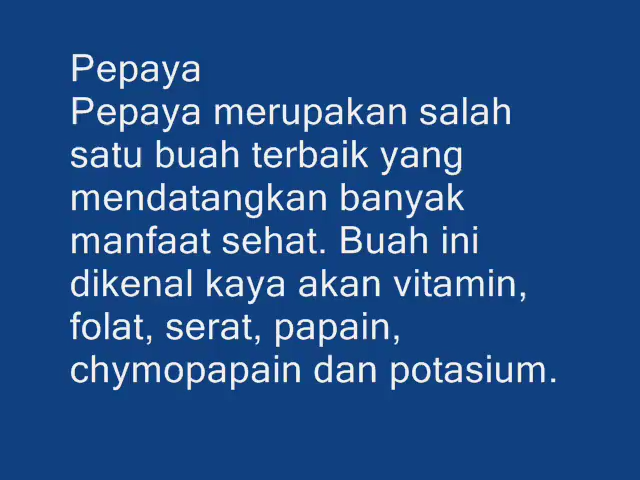 Pepaya
Pepaya merupakan salah
satu buah terbaik yang
mendatangkan banyak
manfaat sehat. Buah ini
dikenal kaya akan vitamin,
folat, serat, papain,
chymopapain dan potasium.